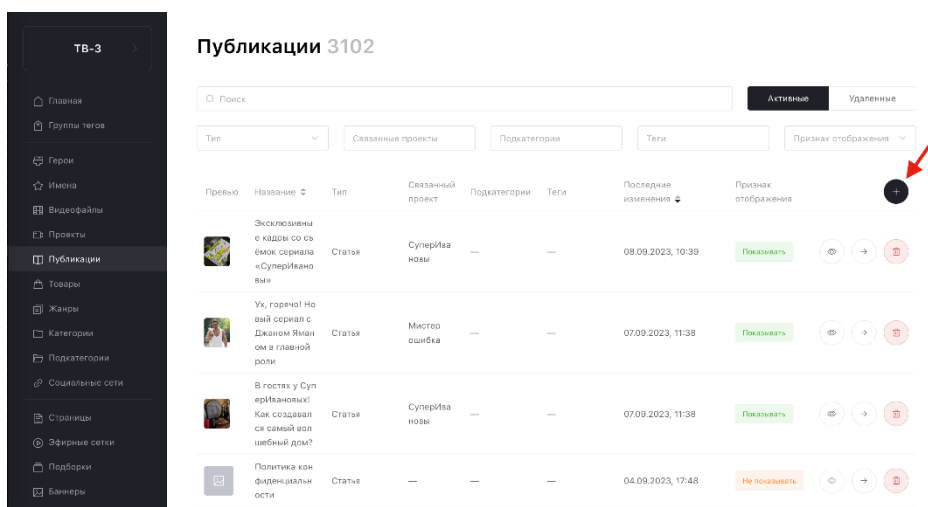 ТВ-3
Публикации 3102
Поиск
Активные
Удаленные
Главная
Группы тегов
Тип
Связанные проекты
Подкатегории
Теги
Признак отображения
Герои
Имена
Видеофайлы
Проекты
Публикации
Товары
Жанры
Категории
Подкатегории
Социальные сети
Страницы
Эфирные сетки
Подборки
Баннеры
Превью
Название
Тип
Связанный
проект
Подкатегории
Теги
Последние
изменения
Признак
отображения
Эксклюзивны
е кадры со съ
ёмок сериала
«СуперИвано
вы»
Статья
СуперИва
новы
—
—
08.09.2023, 10:39
Показывать
Ух, горячо! Но
вый сериал с
Джаном Яман
ом в главной
роли
Статья
Мистер
ошибка
—
—
07.09.2023, 11:38
Показывать
В гостях у Суп
ерИвановых!
Как создавал
ся самый вол
шебный дом?
Статья
СуперИва
новы
—
—
07.09.2023, 11:38
Показывать
Политика кон
фиденциальн
ости
Статья
—
—
—
04.09.2023, 17:48
Не показывать